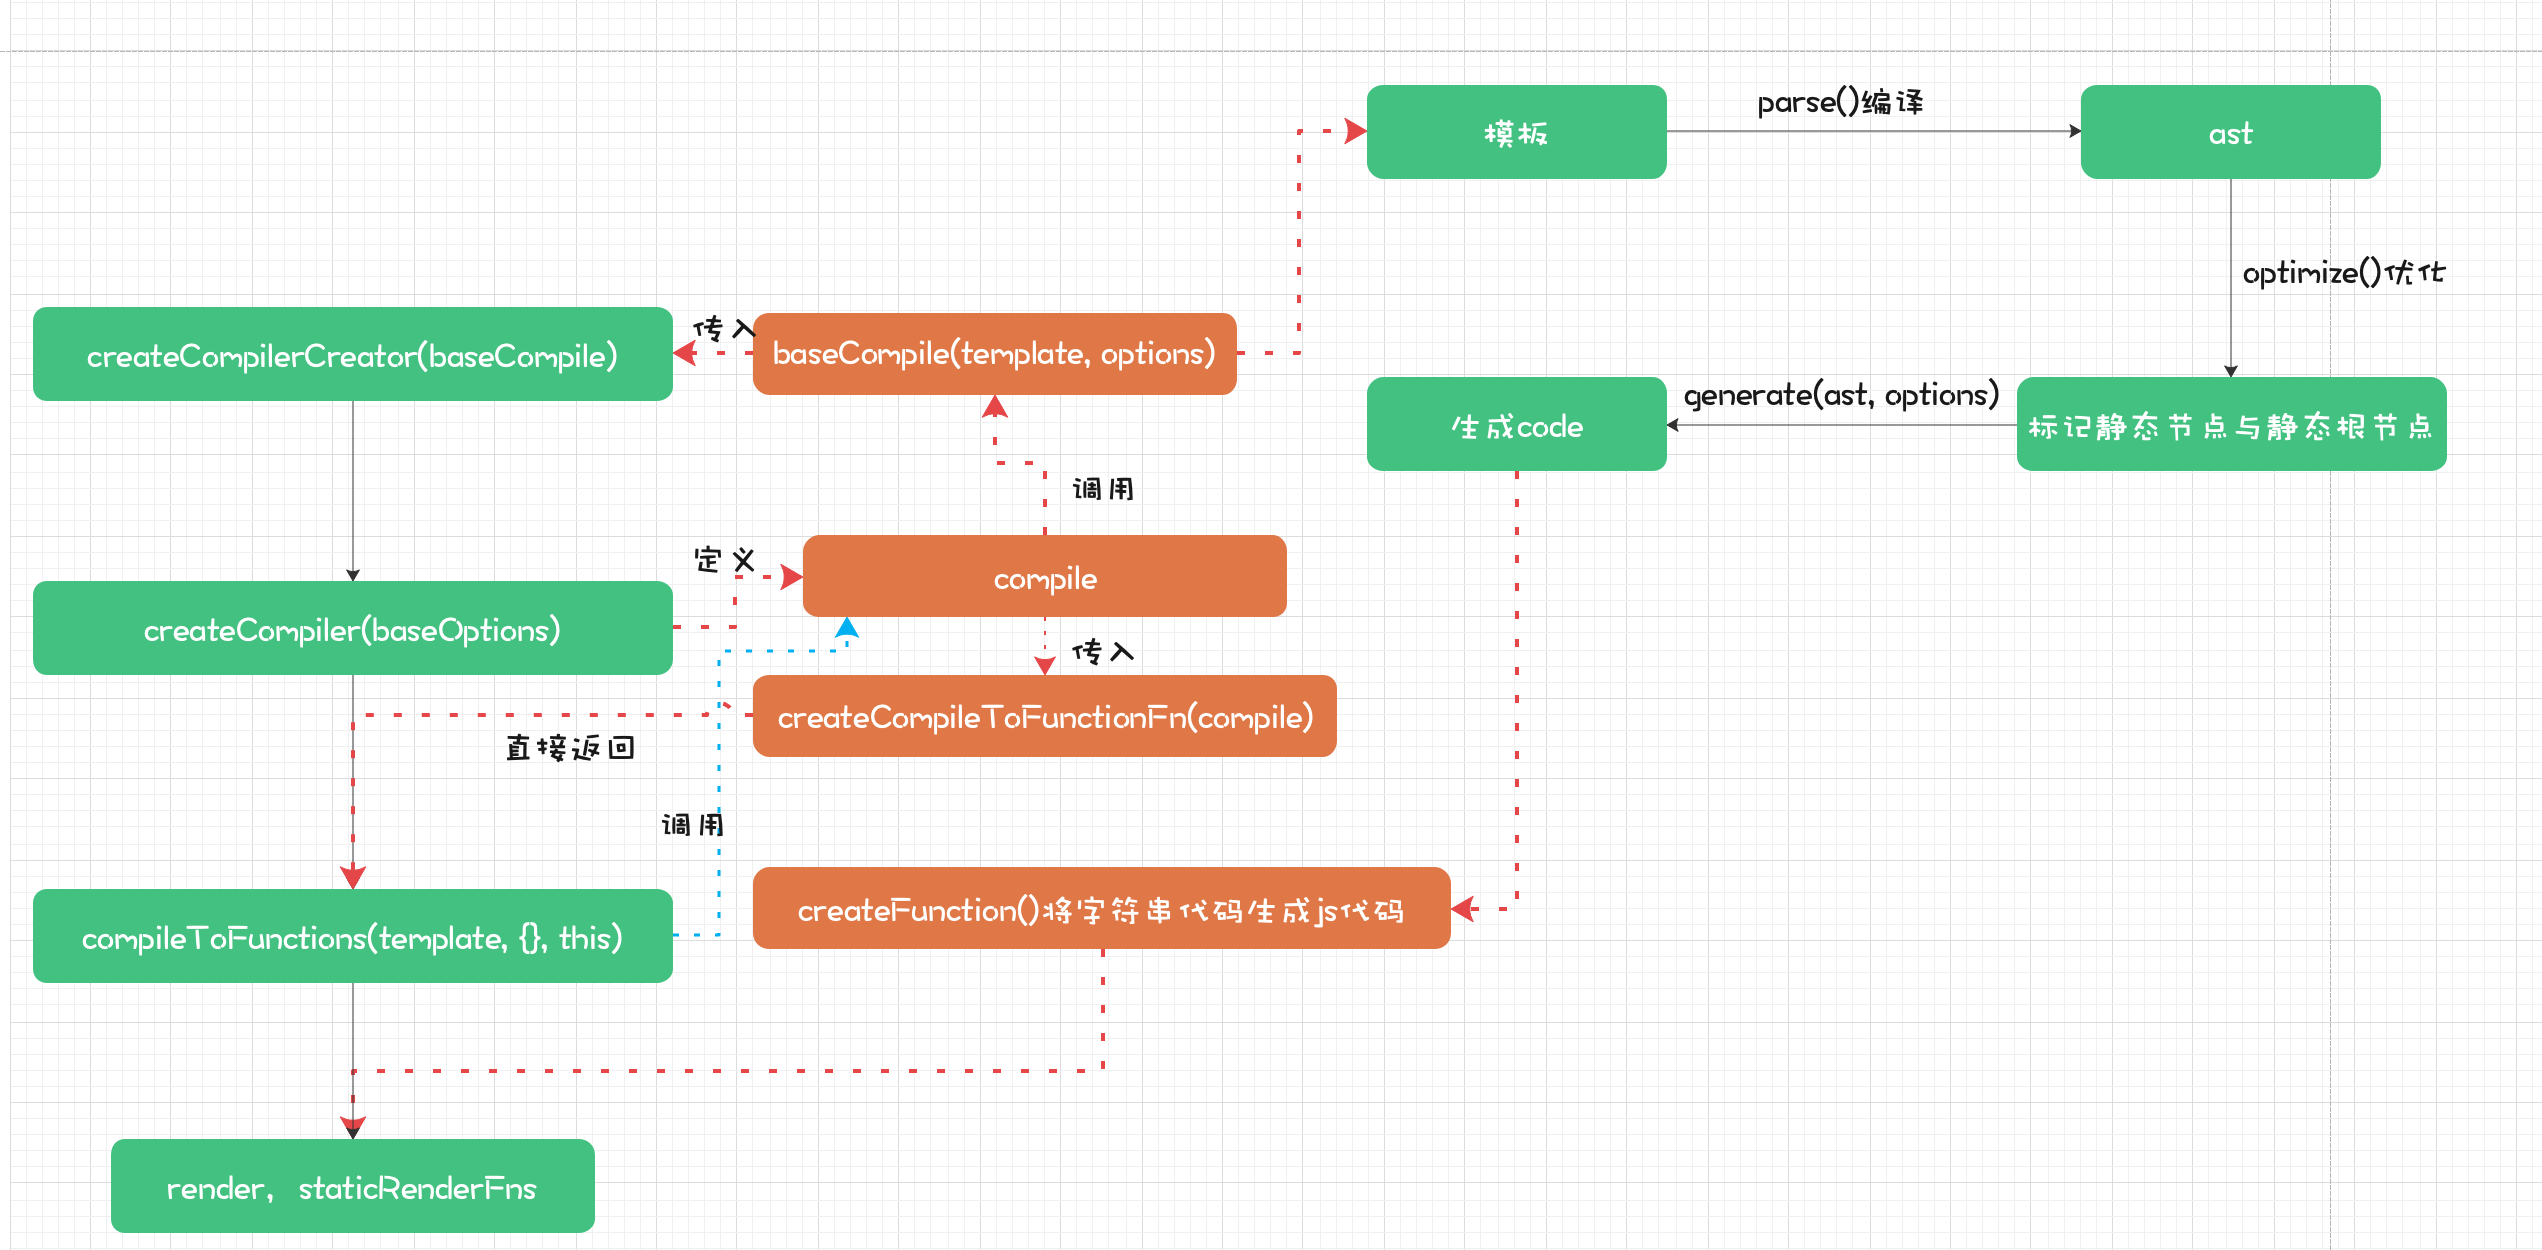 parse()编译
模板
ast
optimize()优化
传入
createCompilerCreator(baseCompile)
baseCompile(template, options)
generate(ast, options)
生成code
标记静态节点与静态根节点
调用
定义
compile
createCompiler(baseOptions)
传入
createCompileToFunctionFn(compile)
直接返回
调用
createFunction()将字符串代码生成js代码
compileToFunctions(template, {}, this)
render, staticRenderFns